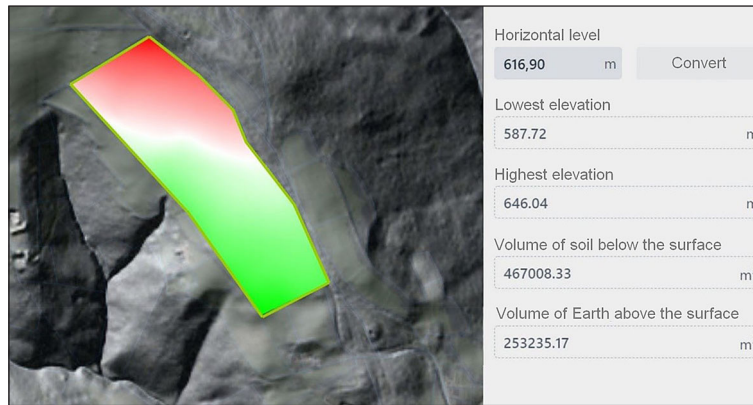 Horizontal level
616,90 m Convert
Lowest elevation
587.72 m
Highest elevation
646.04 m
Volume of soil below the surface
467008.33 m
Volume of Earth above the surface
253235.17 m